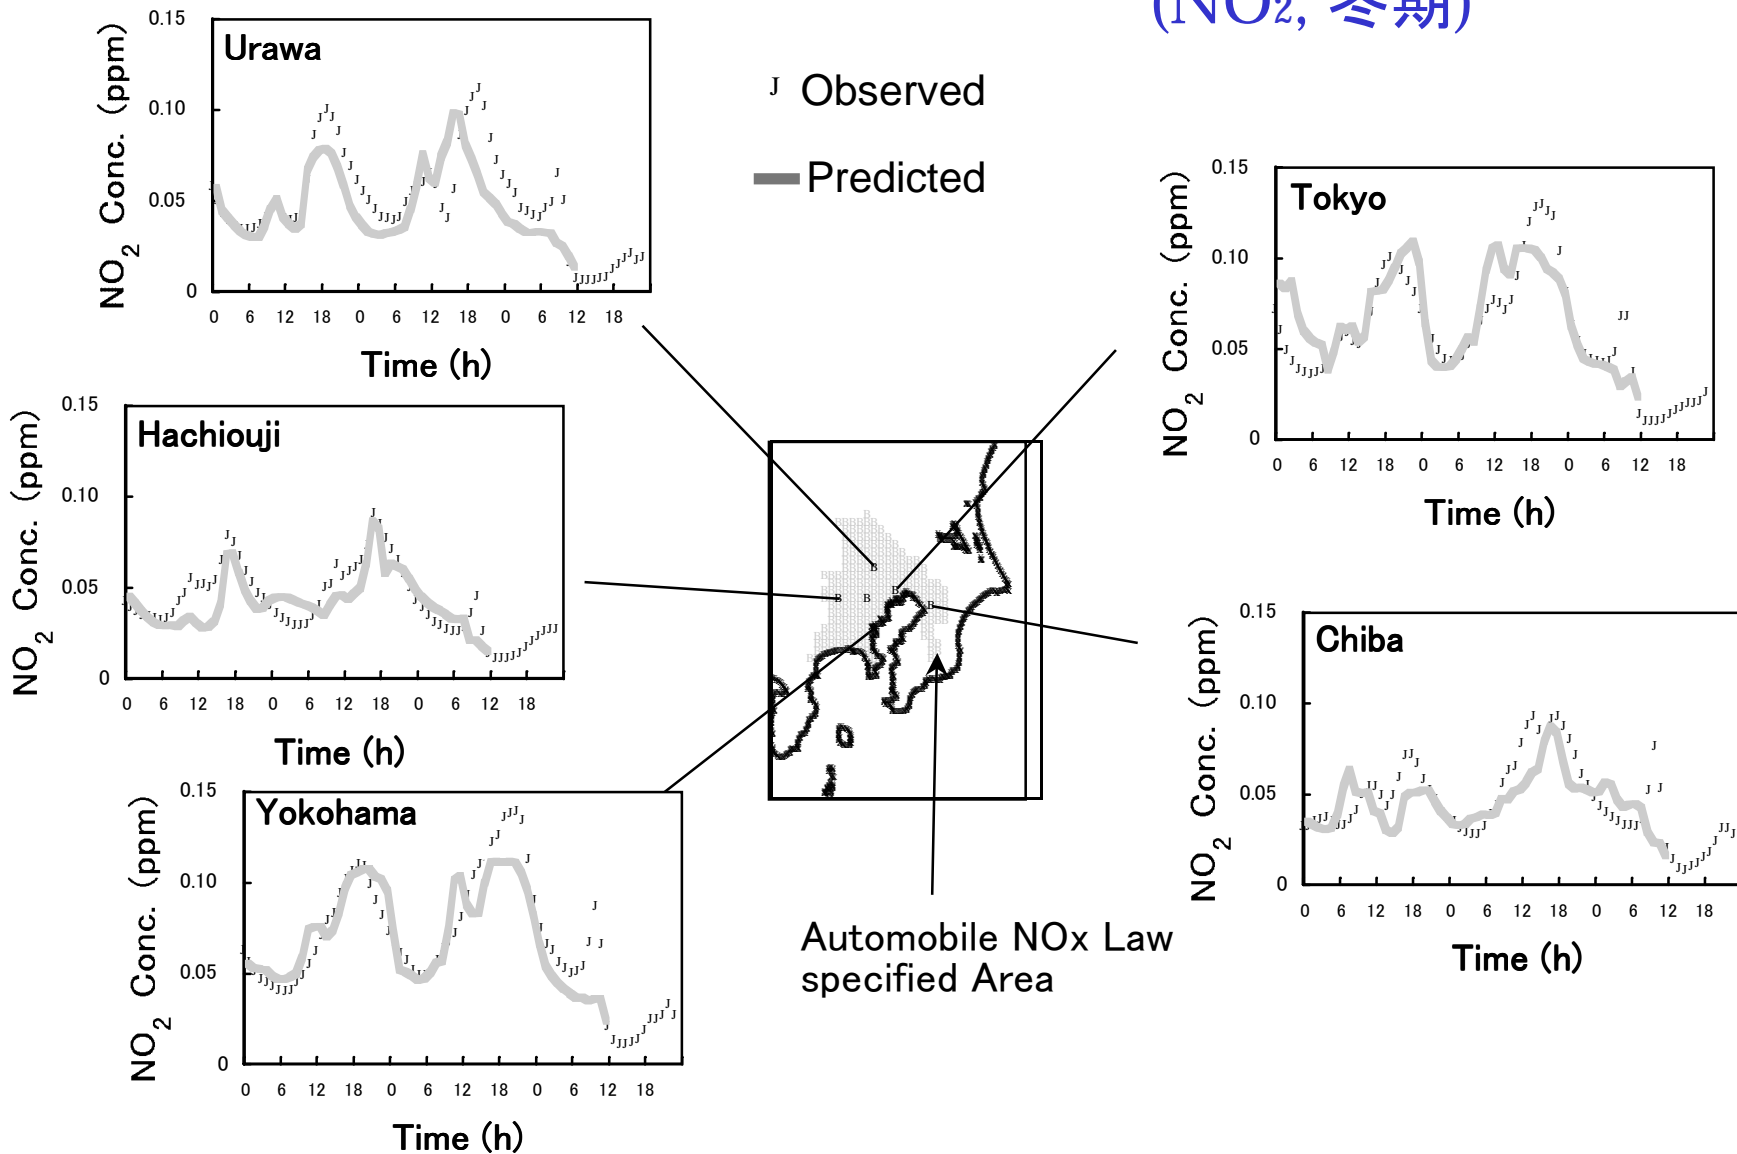 (NO2, 冬期)
Urawa
NO2 Conc. (ppm)
0.15
0.10
0.05
0
0 6 12 18 0 6 12 18 0 6 12 18
Time (h)
J Observed
Predicted
Tokyo
NO2 Conc. (ppm)
0.15
0.10
0.05
0
0 6 12 18 0 6 12 18 0 6 12 18
Time (h)
Hachiouji
NO2 Conc. (ppm)
0.15
0.10
0.05
0
0 6 12 18 0 6 12 18 0 6 12 18
Time (h)
Chiba
NO2 Conc. (ppm)
0.15
0.10
0.05
0
0 6 12 18 0 6 12 18 0 6 12 18
Time (h)
Yokohama
NO2 Conc. (ppm)
0.15
0.10
0.05
0
0 6 12 18 0 6 12 18 0 6 12 18
Time (h)
Automobile NOx Law
specified Area